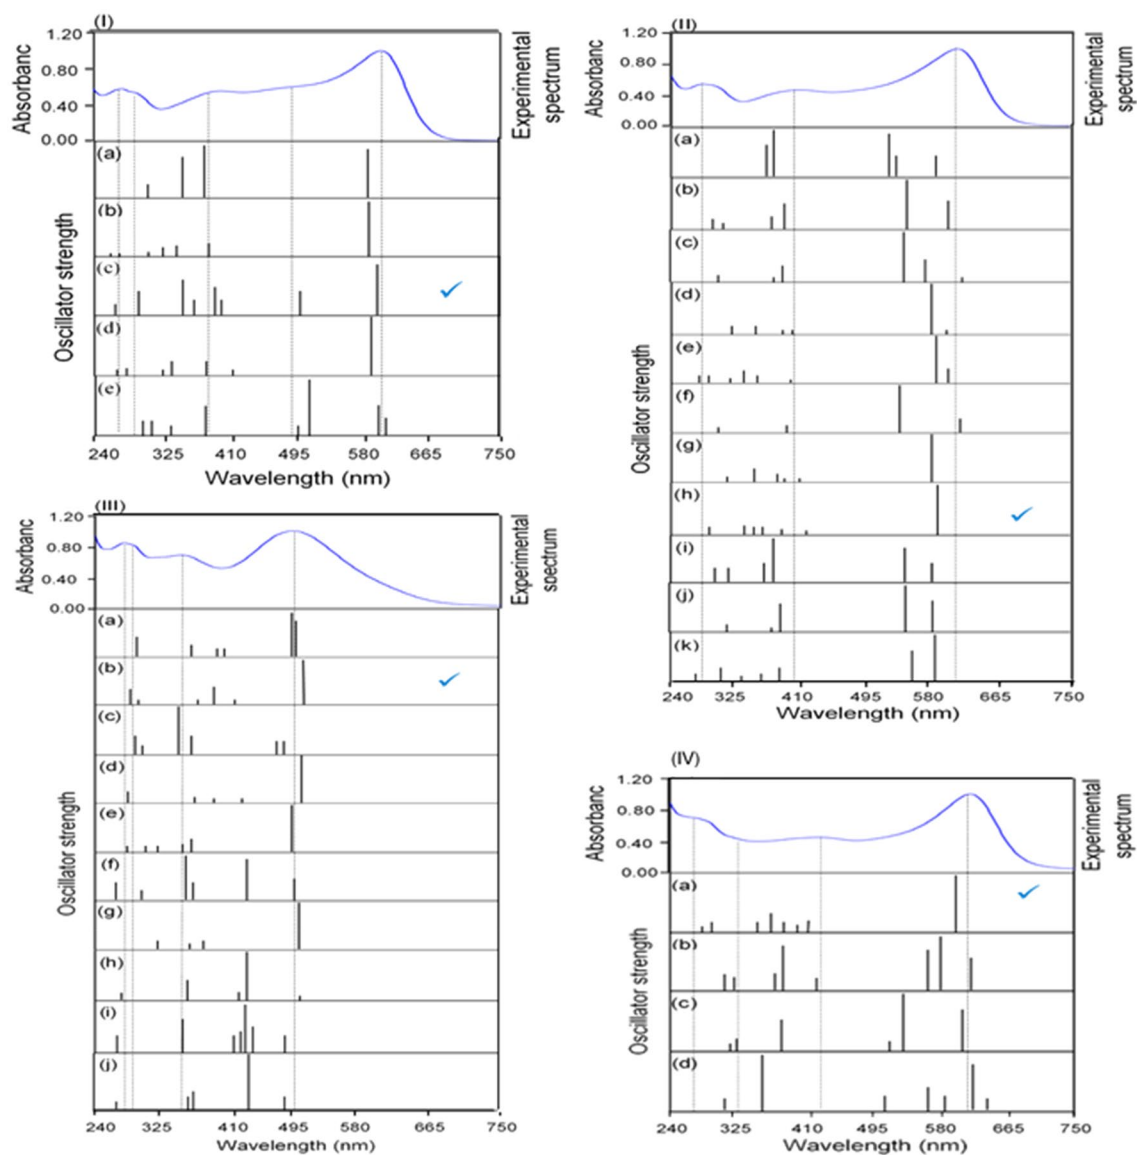 (I)
1.20
0.80
0.40
0.00
Absorbanc
Experimental
spectrum
(a)
(b)
(c)
(d)
(e)
Oscillator strength
240 325 410 495 580 665 750
Wavelength (nm)
(II)
1.20
0.80
0.40
0.00
Absorbanc
Experimental
spectrum
(a)
(b)
(c)
(d)
(e)
(f)
(g)
(h)
(i)
(j)
(k)
Oscillator strength
240 325 410 495 580 665 750
Wavelength (nm)
(III)
1.20
0.80
0.40
0.00
Absorbanc
Experimental
spectrum
(a)
(b)
(c)
(d)
(e)
(f)
(g)
(h)
(i)
(j)
Oscillator strength
240 325 410 495 580 665 750
Wavelength (nm)
(IV)
1.20
0.80
0.40
0.00
Absorbanc
Experimental
spectrum
(a)
(b)
(c)
(d)
Oscillator strength
240 325 410 495 580 665 750
Wavelength (nm)